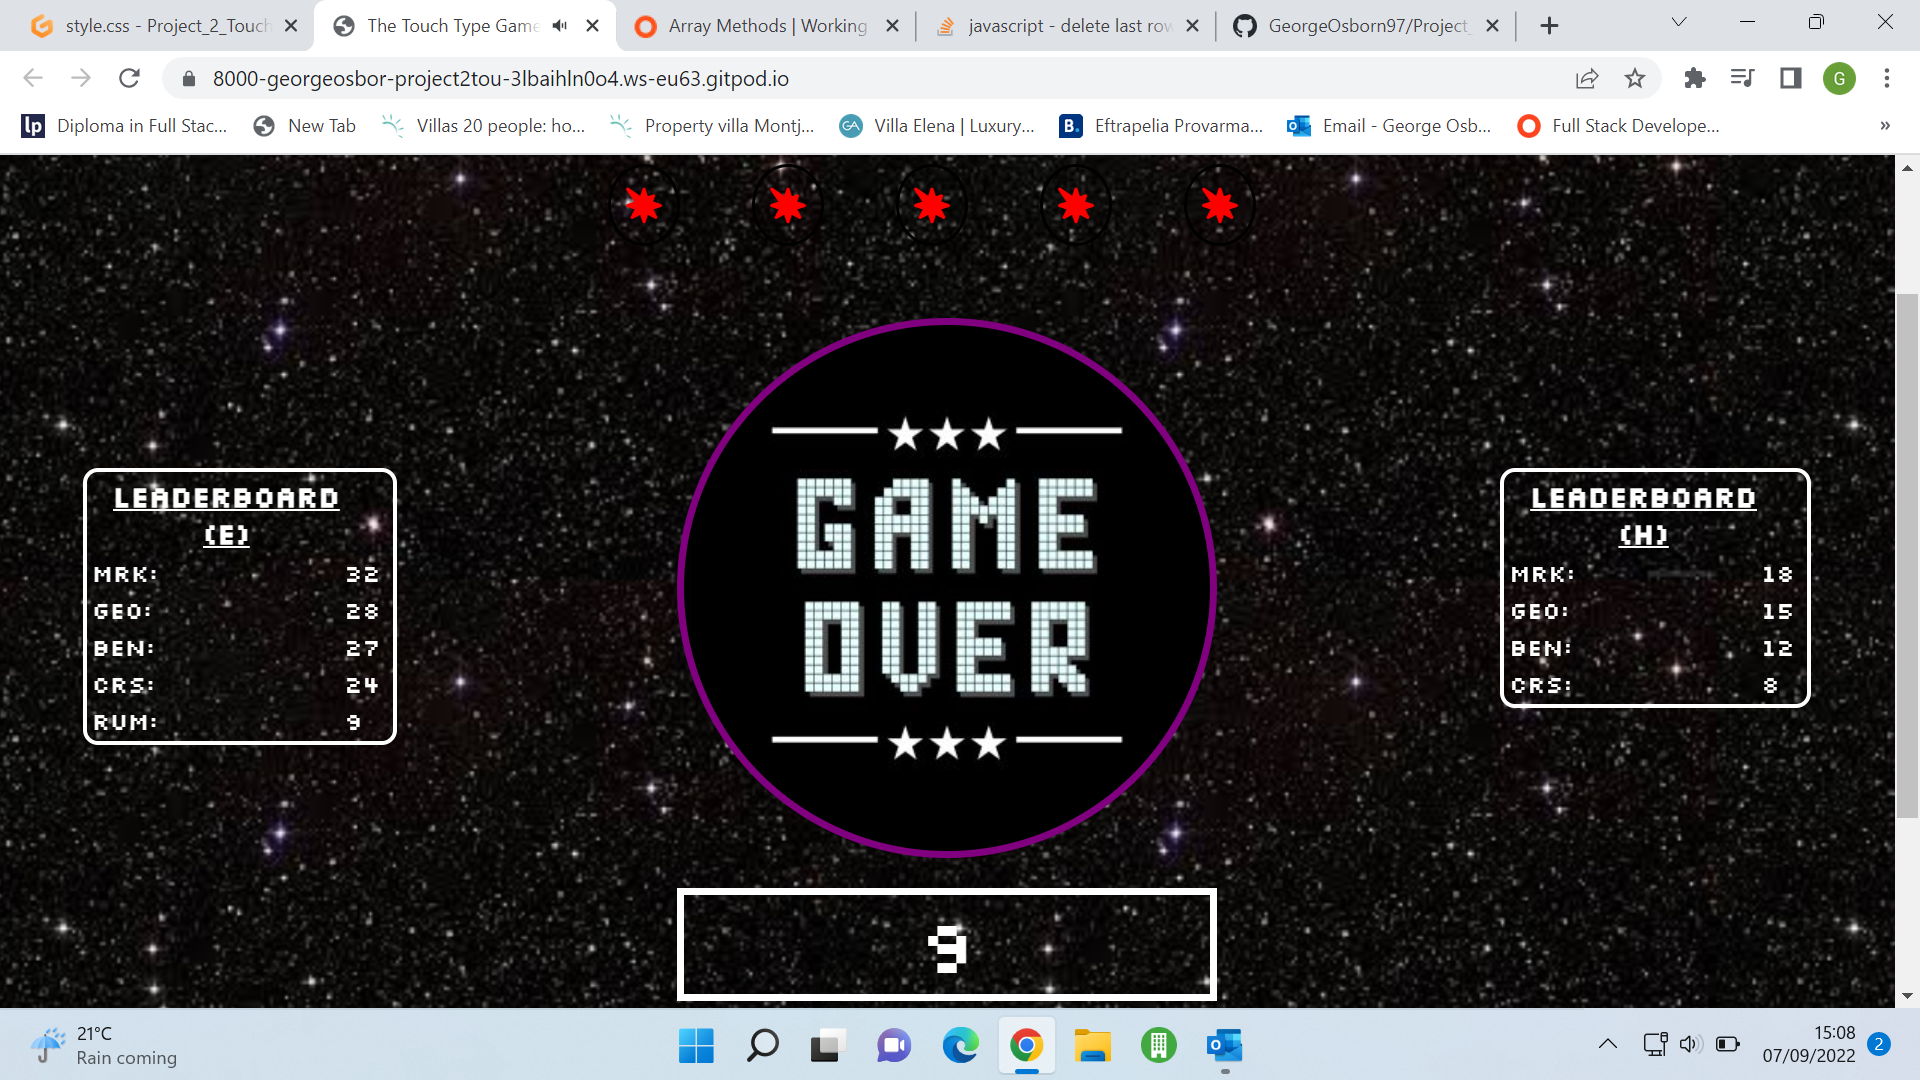 style.css - Project_2_Touch
The Touch Type Game
Array Methods | Working
javascript - delete last row
GeorgeOsborn97/Project_
8000-georgeosbor-project2tou-3lbaihln0o4.ws-eu63.gitpod.io
G
lp Diploma in Full Stac...
New Tab
Villas 20 people: ho...
Property villa Montj...
GA Villa Elena | Luxury...
B. Eftrapelia Provarma...
Email - George Osb...
Full Stack Develope...
»
LEADERBOARD
(E)
MRK: 32
GEO: 28
BEN: 27
CRS: 24
RUM: 9
GAME
OVER
LEADERBOARD
(H)
MRK: 18
GEO: 15
BEN: 12
CRS: 8
9
21°C
Rain coming
15:08
07/09/2022
2